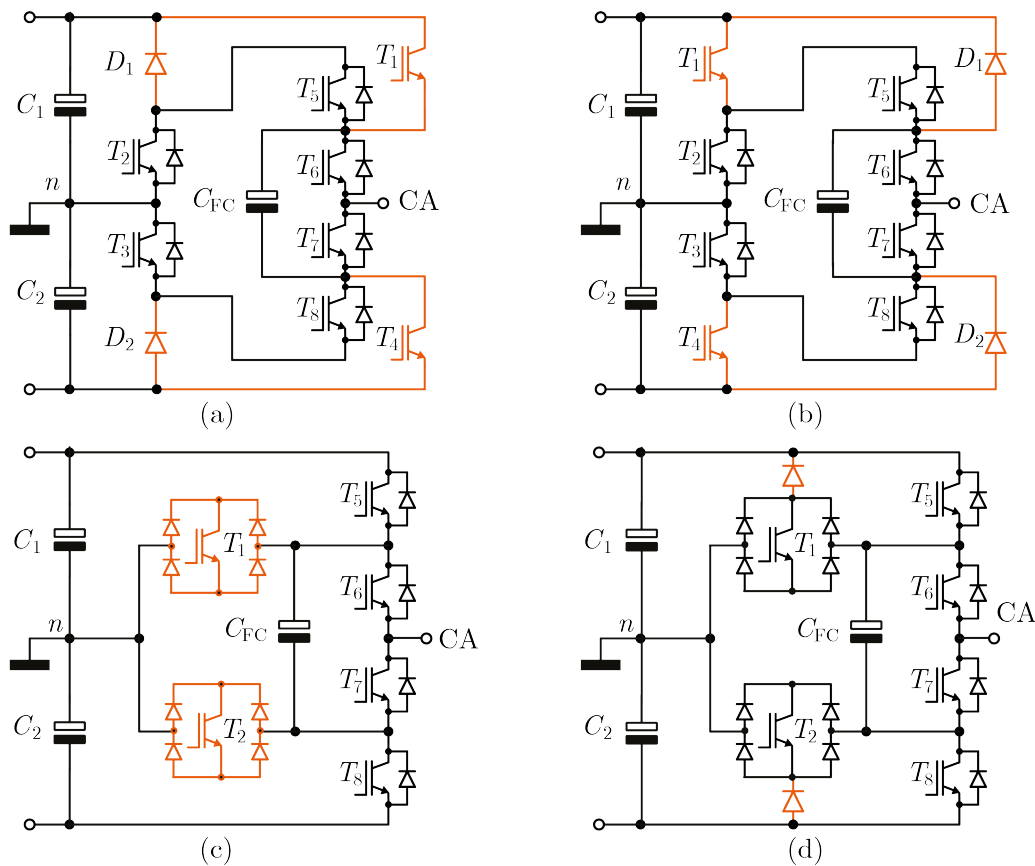 D1 T1 T5
C1 T2 T6
n CFC CA
T3 T7
C2 D2 T8 T4
(a)
T1 T5 D1
C1 T2 T6
n CFC CA
T3 T7
C2 T4 T8 D2
(b)
C1 T1 T5
T6
n CFC CA
T7
C2 T2 T8
(c)
C1 T1 T5
T6
n CFC CA
T7
C2 T2 T8
(d)